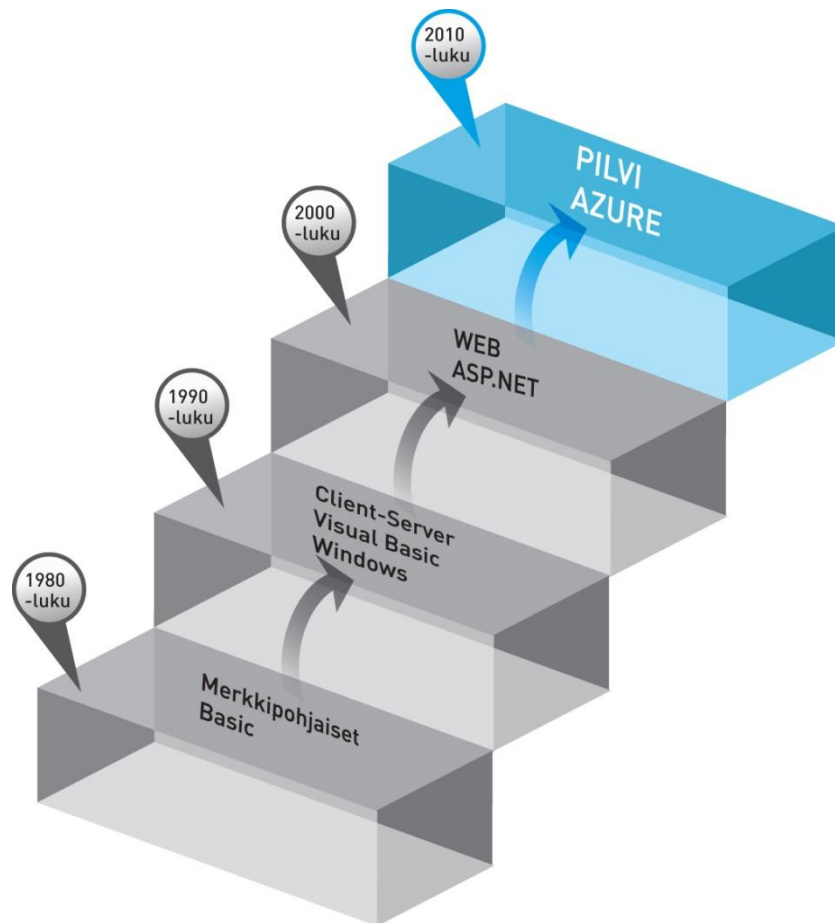 2010
-luku
PILVI
AZURE
2000
-luku
WEB
ASP.NET
1990
-luku
Client-Server
Visual Basic
Windows
1980
-luku
Merkkipohjaiset
Basic